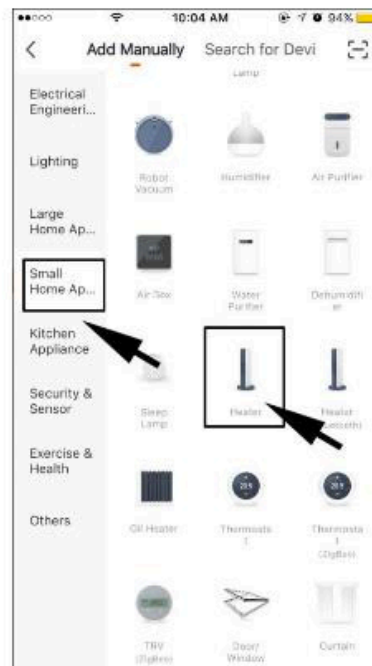 10:04 AM
94%
Add Manually
Search for Devi
Lamp
Electrical
Engineeri...
Lighting
Large
Home Ap...
Small
Home Ap...
Kitchen
Appliance
Security &
Sensor
Exercise &
Health
Others
Robot
Vacuum
Humidifier
Air Purifier
Air Box
Water
Purifier
Dehumidifi
er
Sleep
Lamp
Heater
Heater
Oil Heater
Thermosta
t
Thermosta
t
(ZigBee)
TRV
(ZigBee)
Door/
Window
Curtain